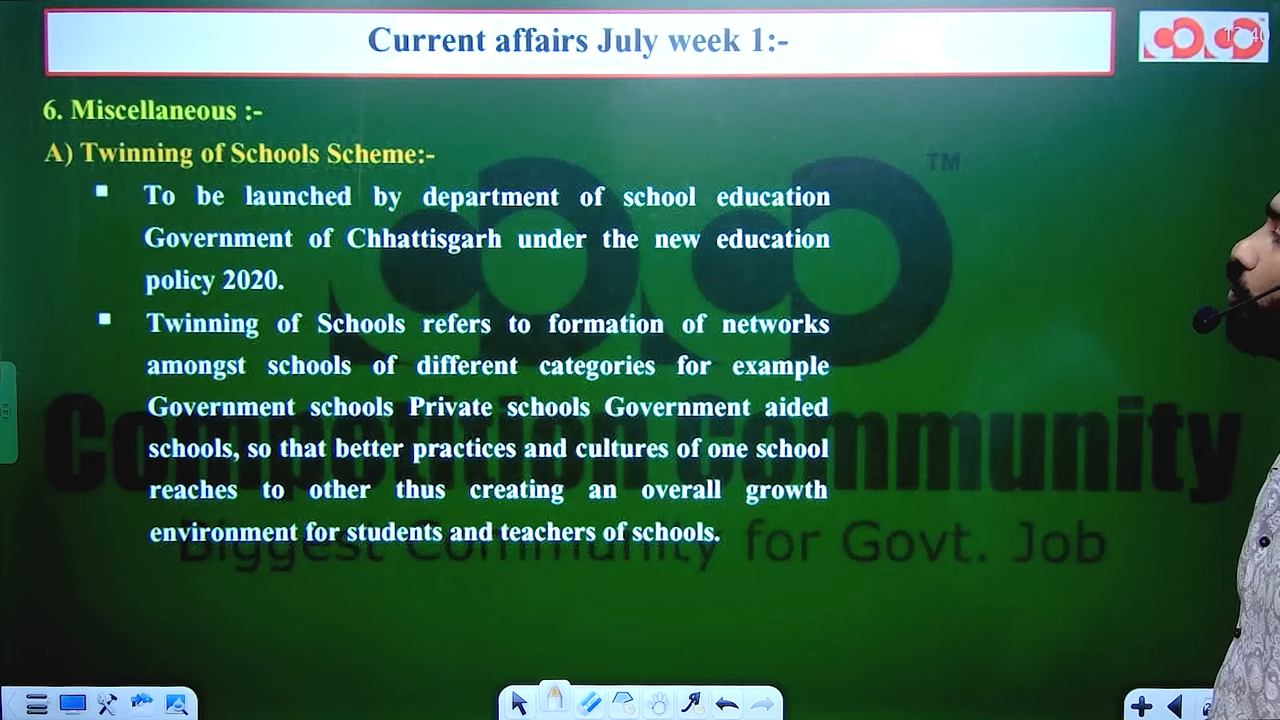 Current affairs July week 1:-
6. Miscellaneous :-
A) Twinning of Schools Scheme:-
TM
To be launched by department of school education
Government of Chhattisgarh under the new education
policy 2020.
Twinning of Schools refers to formation of networks
amongst schools of different categories for example
Government schools Private schools Government aided
schools, so that better practices and cultures of one school
reaches to other thus creating an overall growth
environment for students and teachers of schools.
Competition Community
Biggest Community for Govt. Job